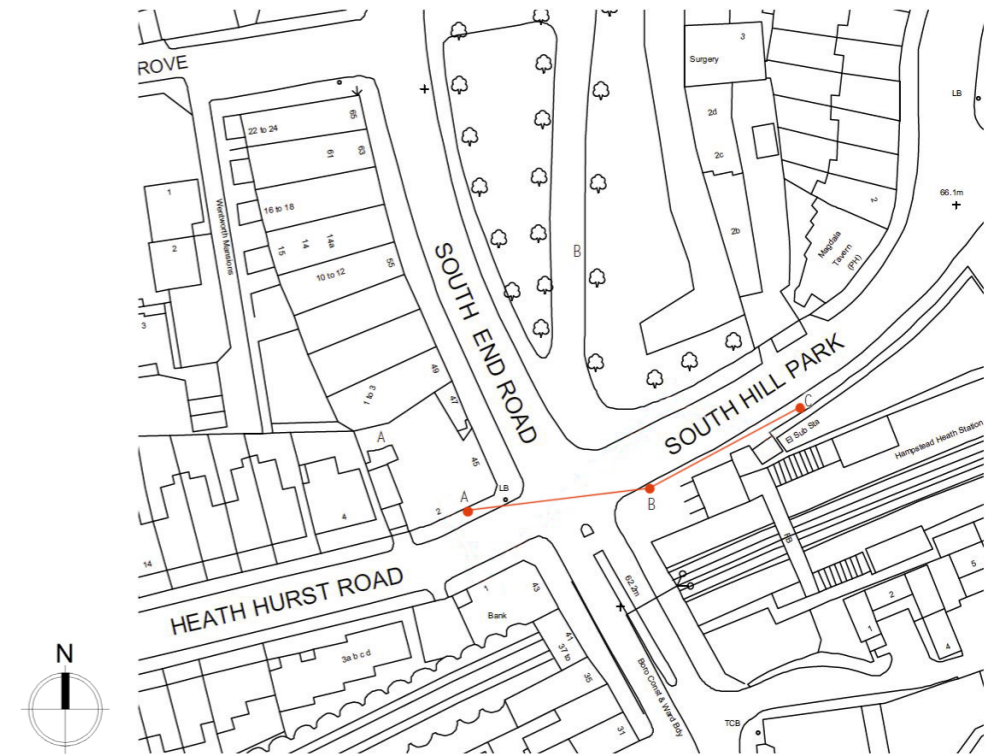 ROVE
3
Surgery
LB
65
22 to 24
63
61
2d
2c
1
Wentworth Mansions
16 to 18
2
66.1m
2
14a
14
15
2b
Magdala
Tavern
(PH)
B
55
10 to 12
3
SOUTH END ROAD
49
1 to 3
47
SOUTH HILL PARK
C
El Sub Sta
A
45
Hampstead Heath Station
LB
A
B
2
4
14
FB
62.2m
HEATH HURST ROAD
1
43
Bank
5
2
3a b c d
41
37 to
1
4
35
Boro Const & Ward Bdy
31
TCB
N